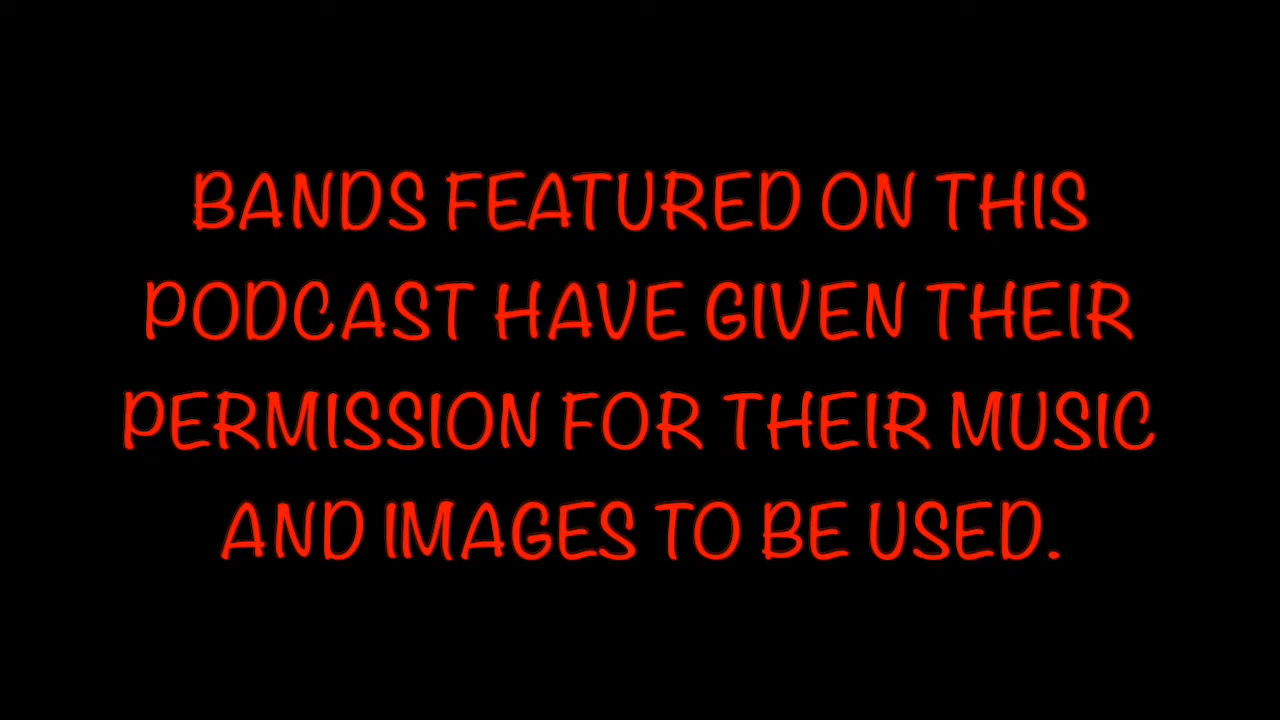 BANDS FEATURED ON THIS
PODCAST HAVE GIVEN THEIR
PERMISSION FOR THEIR MUSIC
AND IMAGES TO BE USED.